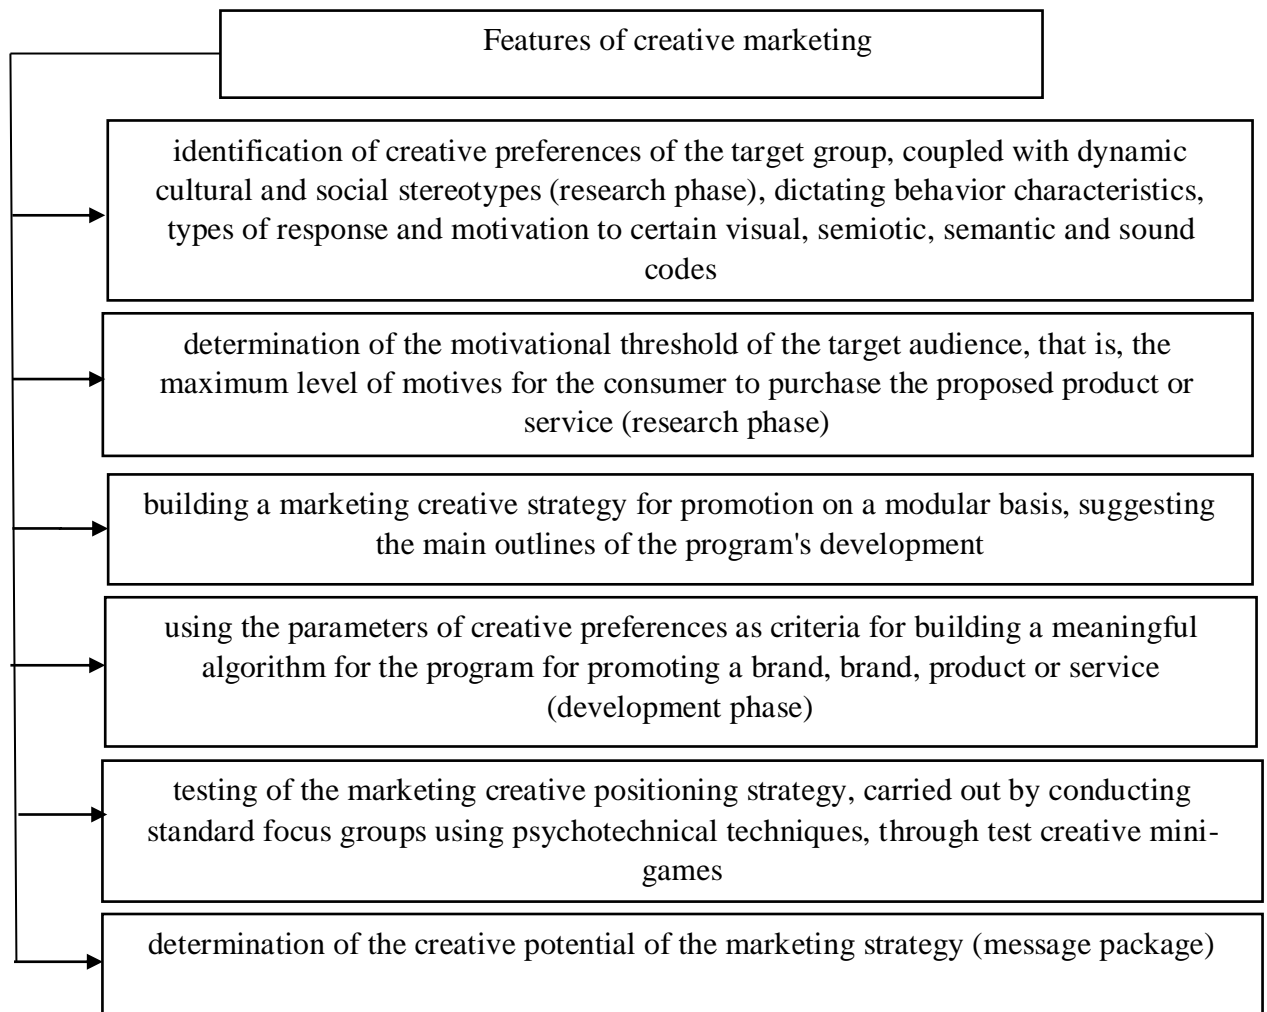 Features of creative marketing
identification of creative preferences of the target group, coupled with dynamic
cultural and social stereotypes (research phase), dictating behavior characteristics,
types of response and motivation to certain visual, semiotic, semantic and sound
codes
determination of the motivational threshold of the target audience, that is, the
maximum level of motives for the consumer to purchase the proposed product or
service (research phase)
building a marketing creative strategy for promotion on a modular basis, suggesting
the main outlines of the program's development
using the parameters of creative preferences as criteria for building a meaningful
algorithm for the program for promoting a brand, brand, product or service
(development phase)
testing of the marketing creative positioning strategy, carried out by conducting
standard focus groups using psychotechnical techniques, through test creative mini-
games
determination of the creative potential of the marketing strategy (message package)